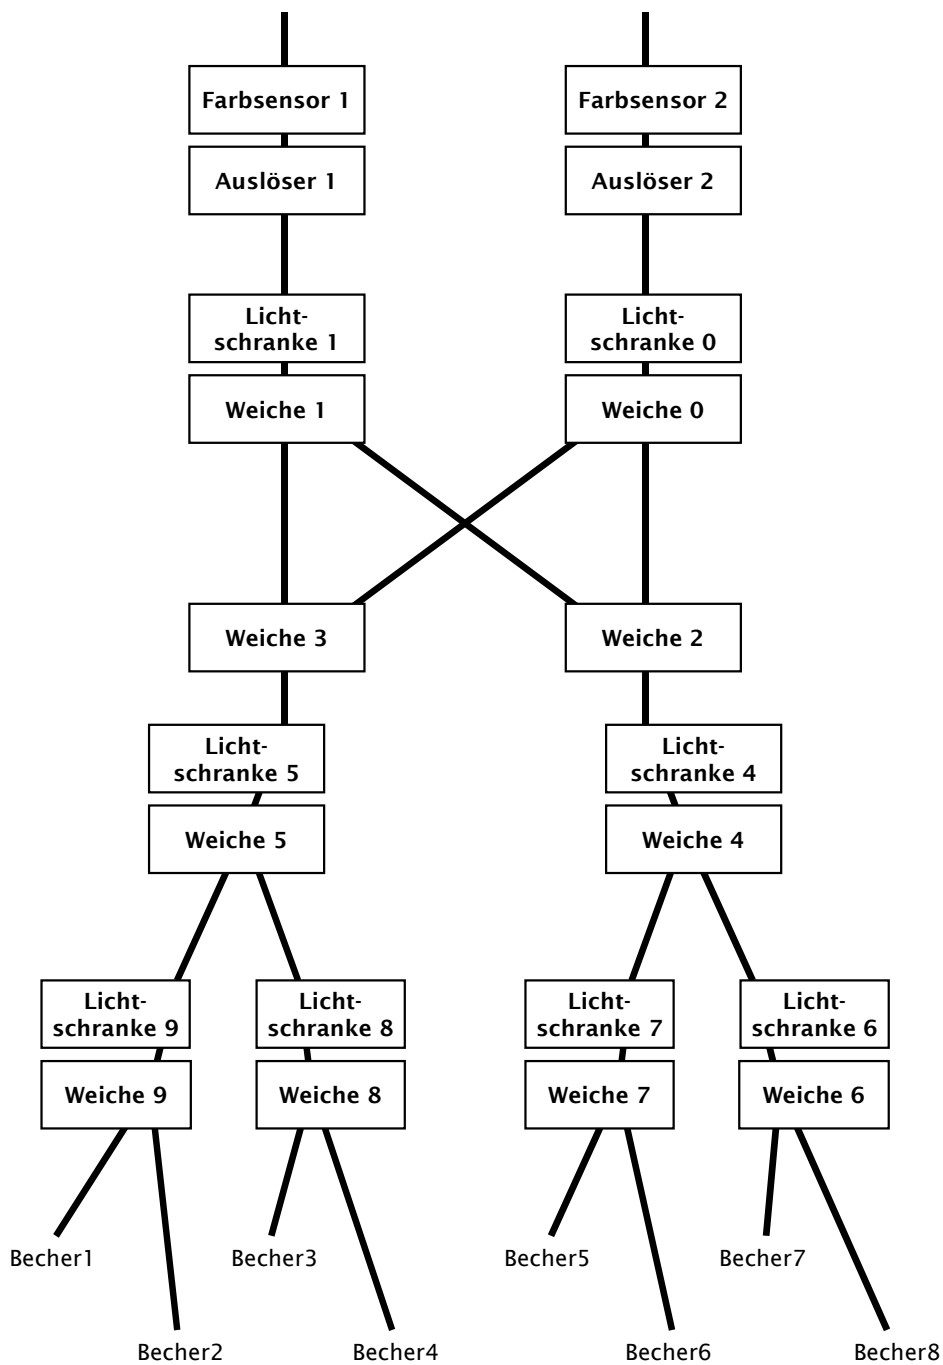 Farbsensor 1
Farbsensor 2
Auslöser 1
Auslöser 2
Licht-
schranke 1
Licht-
schranke 0
Weiche 1
Weiche 0
Weiche 3
Weiche 2
Licht-
schranke 5
Licht-
schranke 4
Weiche 5
Weiche 4
Licht-
schranke 9
Licht-
schranke 8
Licht-
schranke 7
Licht-
schranke 6
Weiche 9
Weiche 8
Weiche 7
Weiche 6
Becher1
Becher3
Becher5
Becher7
Becher2
Becher4
Becher6
Becher8